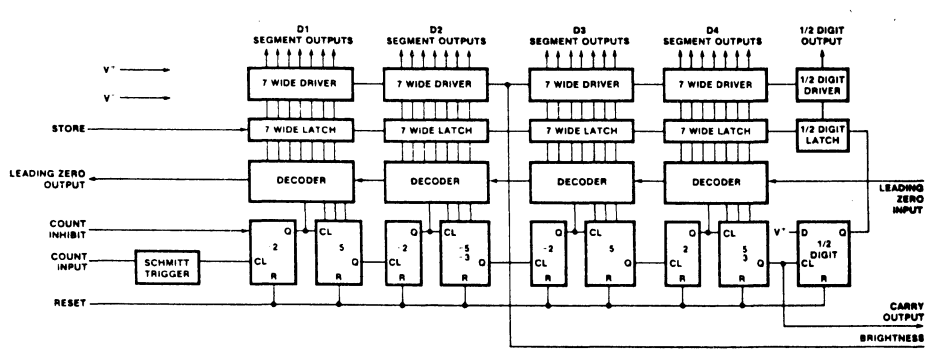 D1
SEGMENT OUTPUTS
D2
SEGMENT OUTPUTS
D3
SEGMENT OUTPUTS
D4
SEGMENT OUTPUTS
1/2 DIGIT
OUTPUT
V+
V-
7 WIDE DRIVER
7 WIDE DRIVER
7 WIDE DRIVER
7 WIDE DRIVER
1/2 DIGIT
DRIVER
STORE
7 WIDE LATCH
7 WIDE LATCH
7 WIDE LATCH
7 WIDE LATCH
1/2 DIGIT
LATCH
LEADING ZERO
OUTPUT
DECODER
DECODER
DECODER
DECODER
LEADING
ZERO
INPUT
COUNT
INHIBIT
COUNT
INPUT
SCHMITT
TRIGGER
Q
2
CL
R
CL
5
Q
R
Q
-2
CL
R
CL
-5
-3
Q
R
Q
-2
CL
R
CL
5
Q
R
Q
2
CL
R
CL
5
3
Q
R
V+
D Q
1/2
DIGIT
CL
R
RESET
CARRY
OUTPUT
BRIGHTNESS